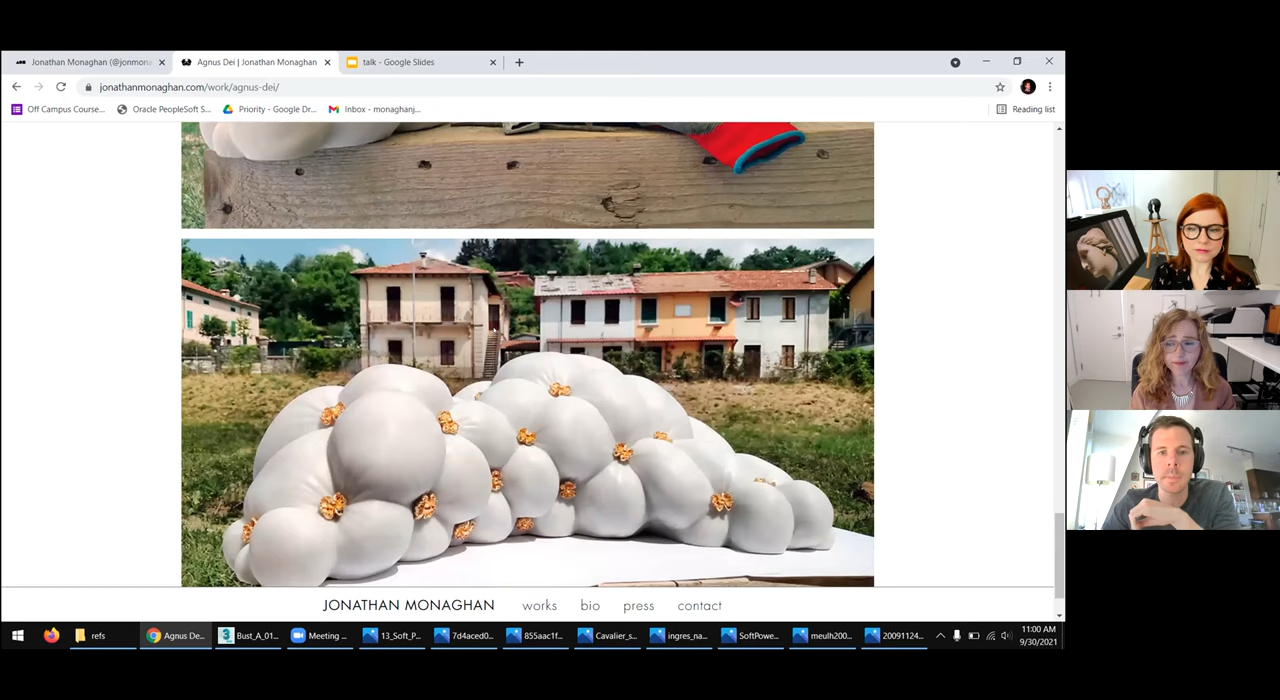 Jonathan Monaghan (@jonmona
Agnus Dei | Jonathan Monaghan
talk - Google Slides
jonathanmonaghan.com/work/agnus-dei/
Off Campus Course...
Oracle PeopleSoft S...
Priority - Google Dr...
Inbox - monaghanj...
Reading list
JONATHAN MONAGHAN
works
bio
press
contact
refs
Agnus De...
Bust_A_01...
Meeting ...
13_Soft_P...
7d4aced0...
855aac1f...
Cavalier_s...
ingres_na...
SoftPowe...
meulh200...
20091124...
11:00 AM
9/30/2021